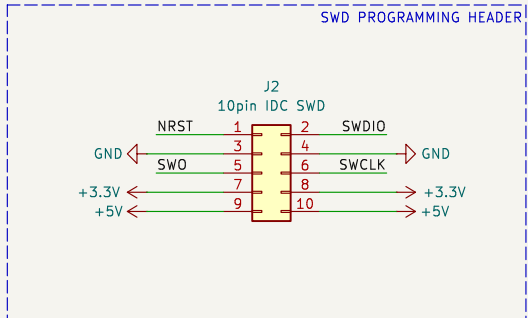 SWD PROGRAMMING HEADER
J2
10pin IDC SWD
NRST 1 2 SWDIO
GND 3 4 GND
SWO 5 6 SWCLK
+3.3V 7 8 +3.3V
+5V 9 10 +5V